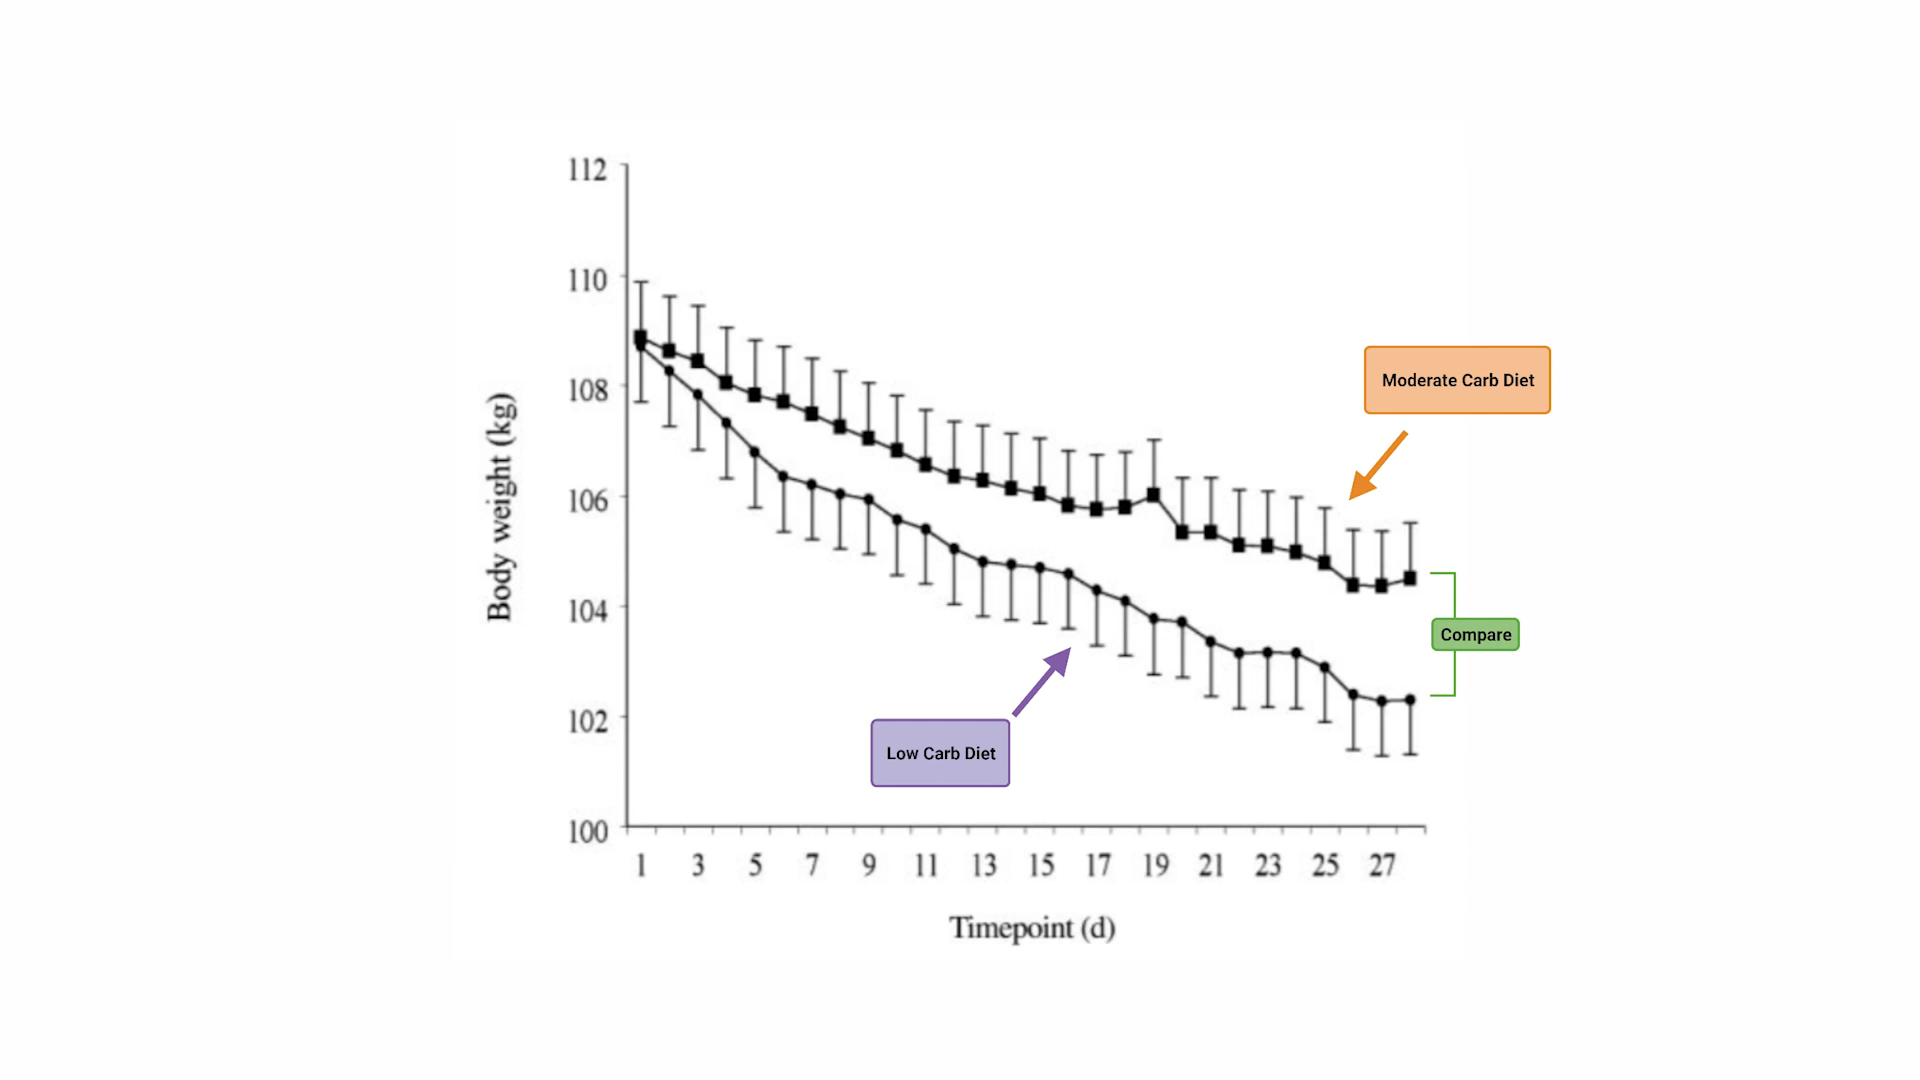 112
110
108
106
104
102
100
Body weight (kg)
Moderate Carb Diet
Compare
Low Carb Diet
1 3 5 7 9 11 13 15 17 19 21 23 25 27
Timepoint (d)